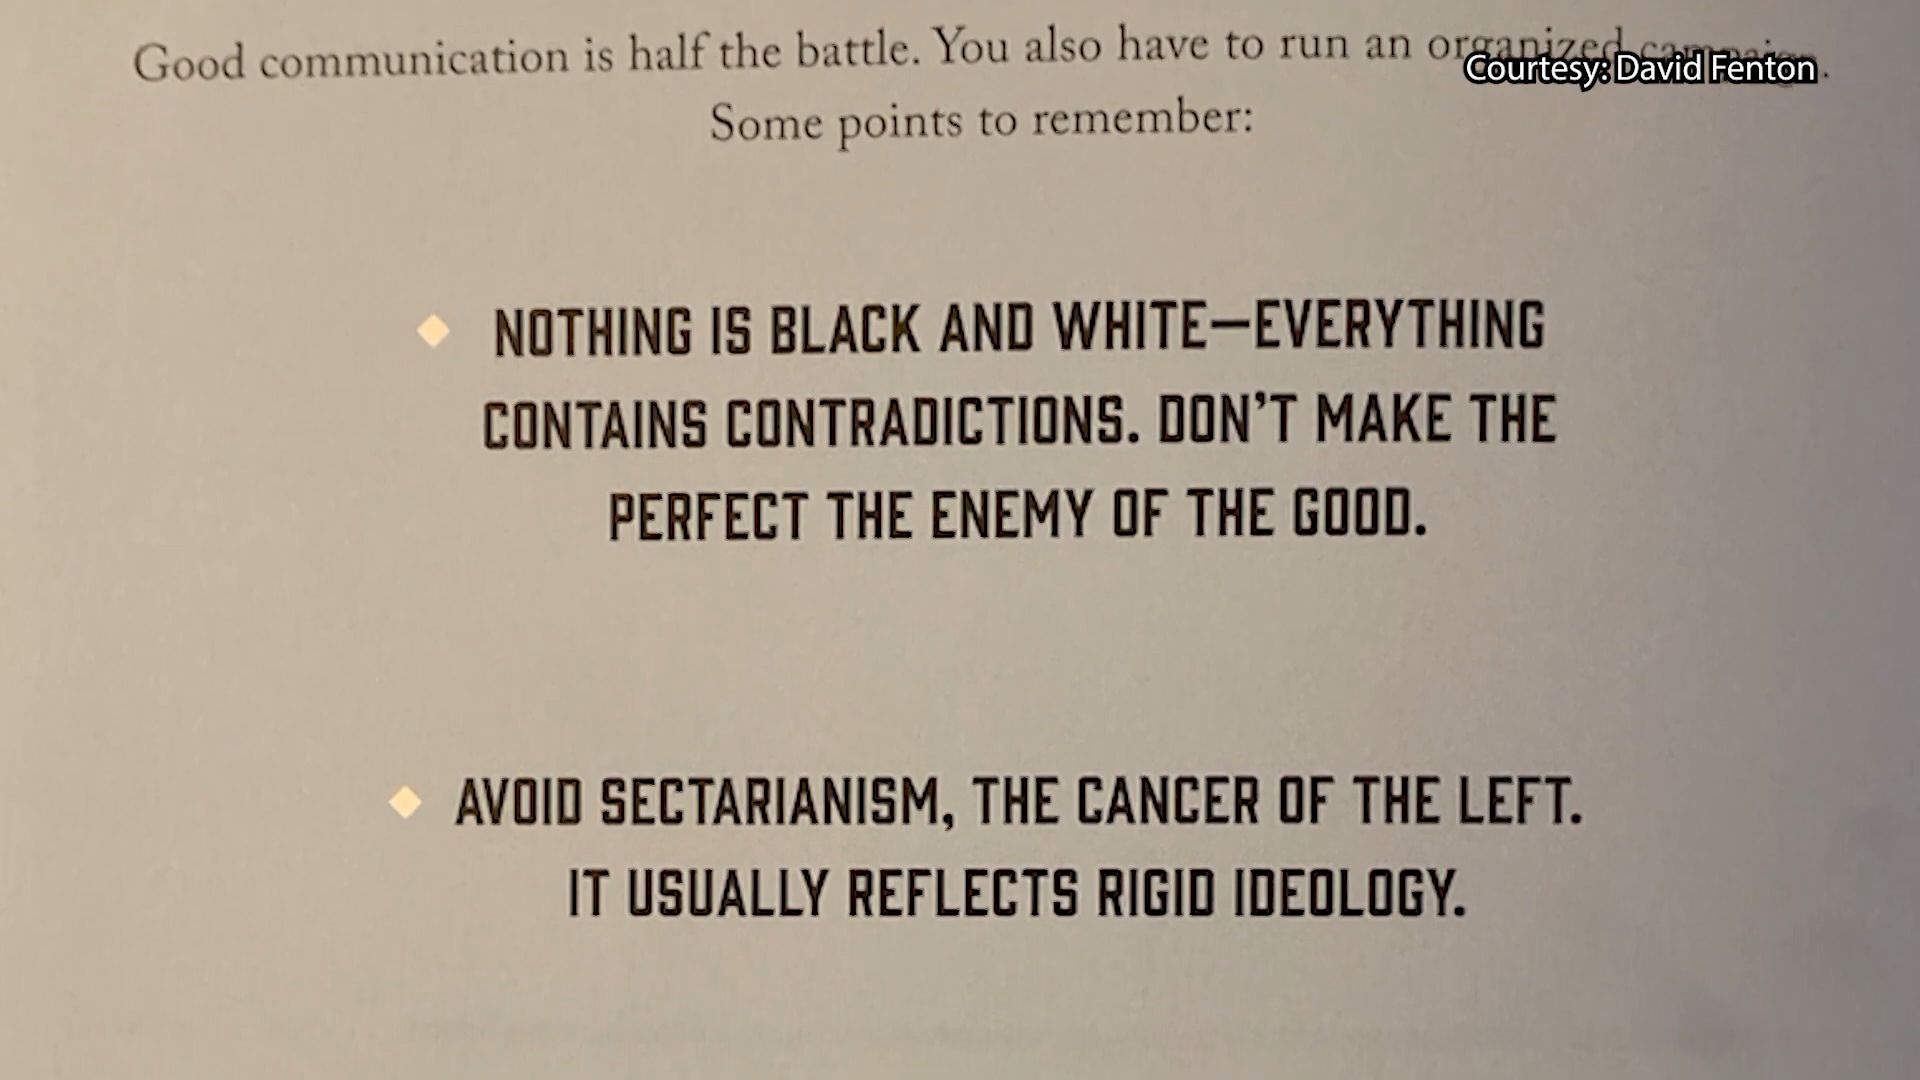 Good communication is half the battle. You also have to run an organized campaign.
Courtesy: David Fenton
Some points to remember:
NOTHING IS BLACK AND WHITE—EVERYTHING
CONTAINS CONTRADICTIONS. DON'T MAKE THE
PERFECT THE ENEMY OF THE GOOD.
AVOID SECTARIANISM, THE CANCER OF THE LEFT.
IT USUALLY REFLECTS RIGID IDEOLOGY.